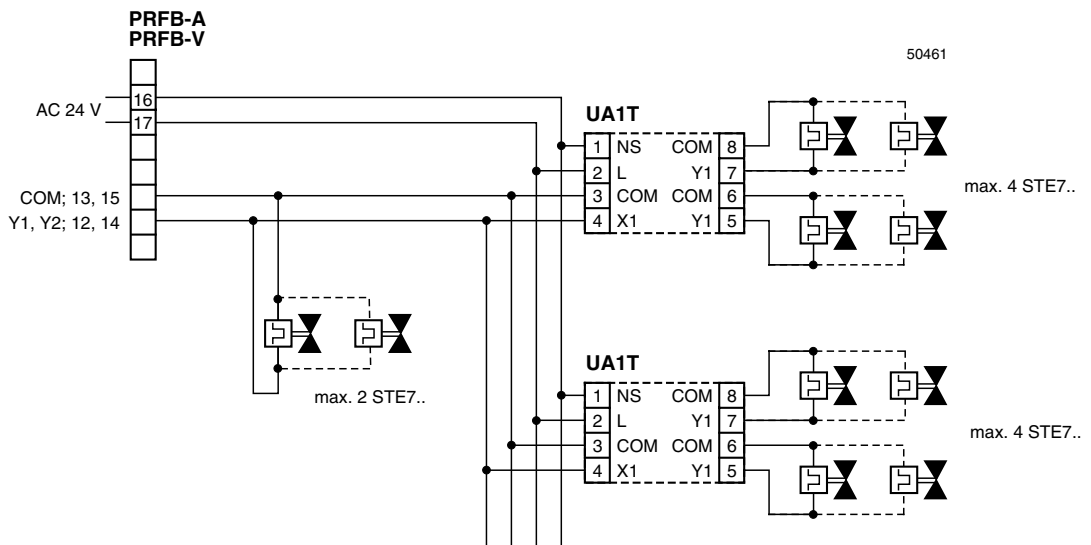 PRFB-A
PRFB-V
50461
AC 24 V
16
17
COM; 13, 15
Y1, Y2; 12, 14
UA1T
1 NS COM 8
2 L Y1 7
3 COM COM 6
4 X1 Y1 5
max. 4 STE7..
max. 2 STE7..
UA1T
1 NS COM 8
2 L Y1 7
3 COM COM 6
4 X1 Y1 5
max. 4 STE7..